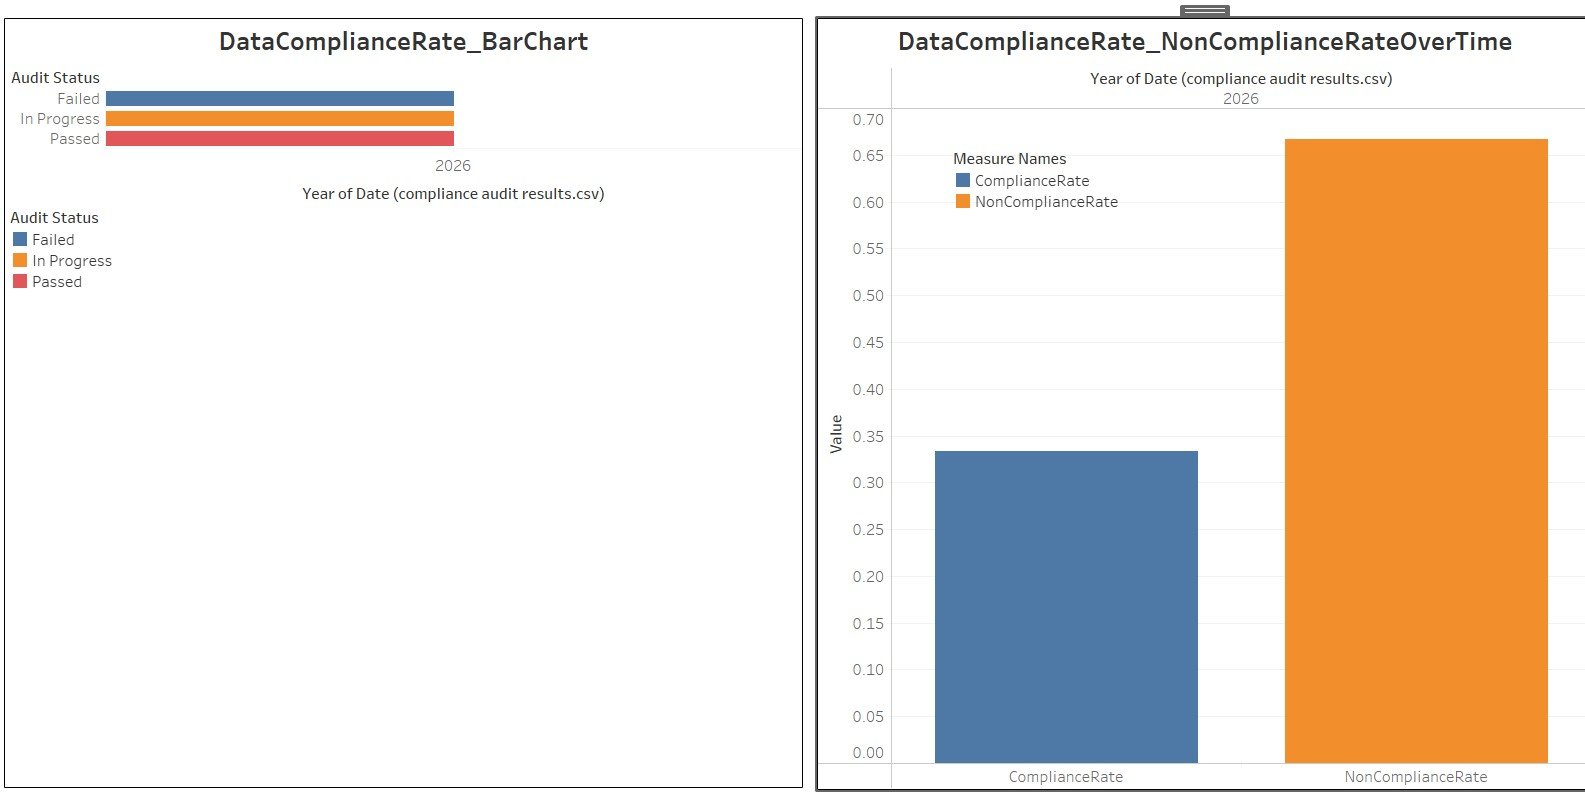 DataComplianceRate_BarChart
Audit Status
Failed
In Progress
Passed
2026
Year of Date (compliance audit results.csv)
Audit Status
Failed
In Progress
Passed
DataComplianceRate_NonComplianceRateOverTime
Year of Date (compliance audit results.csv)
2026
0.70
0.65
0.60
0.55
0.50
0.45
0.40
0.35
0.30
0.25
0.20
0.15
0.10
0.05
0.00
Value
Measure Names
ComplianceRate
NonComplianceRate
ComplianceRate
NonComplianceRate